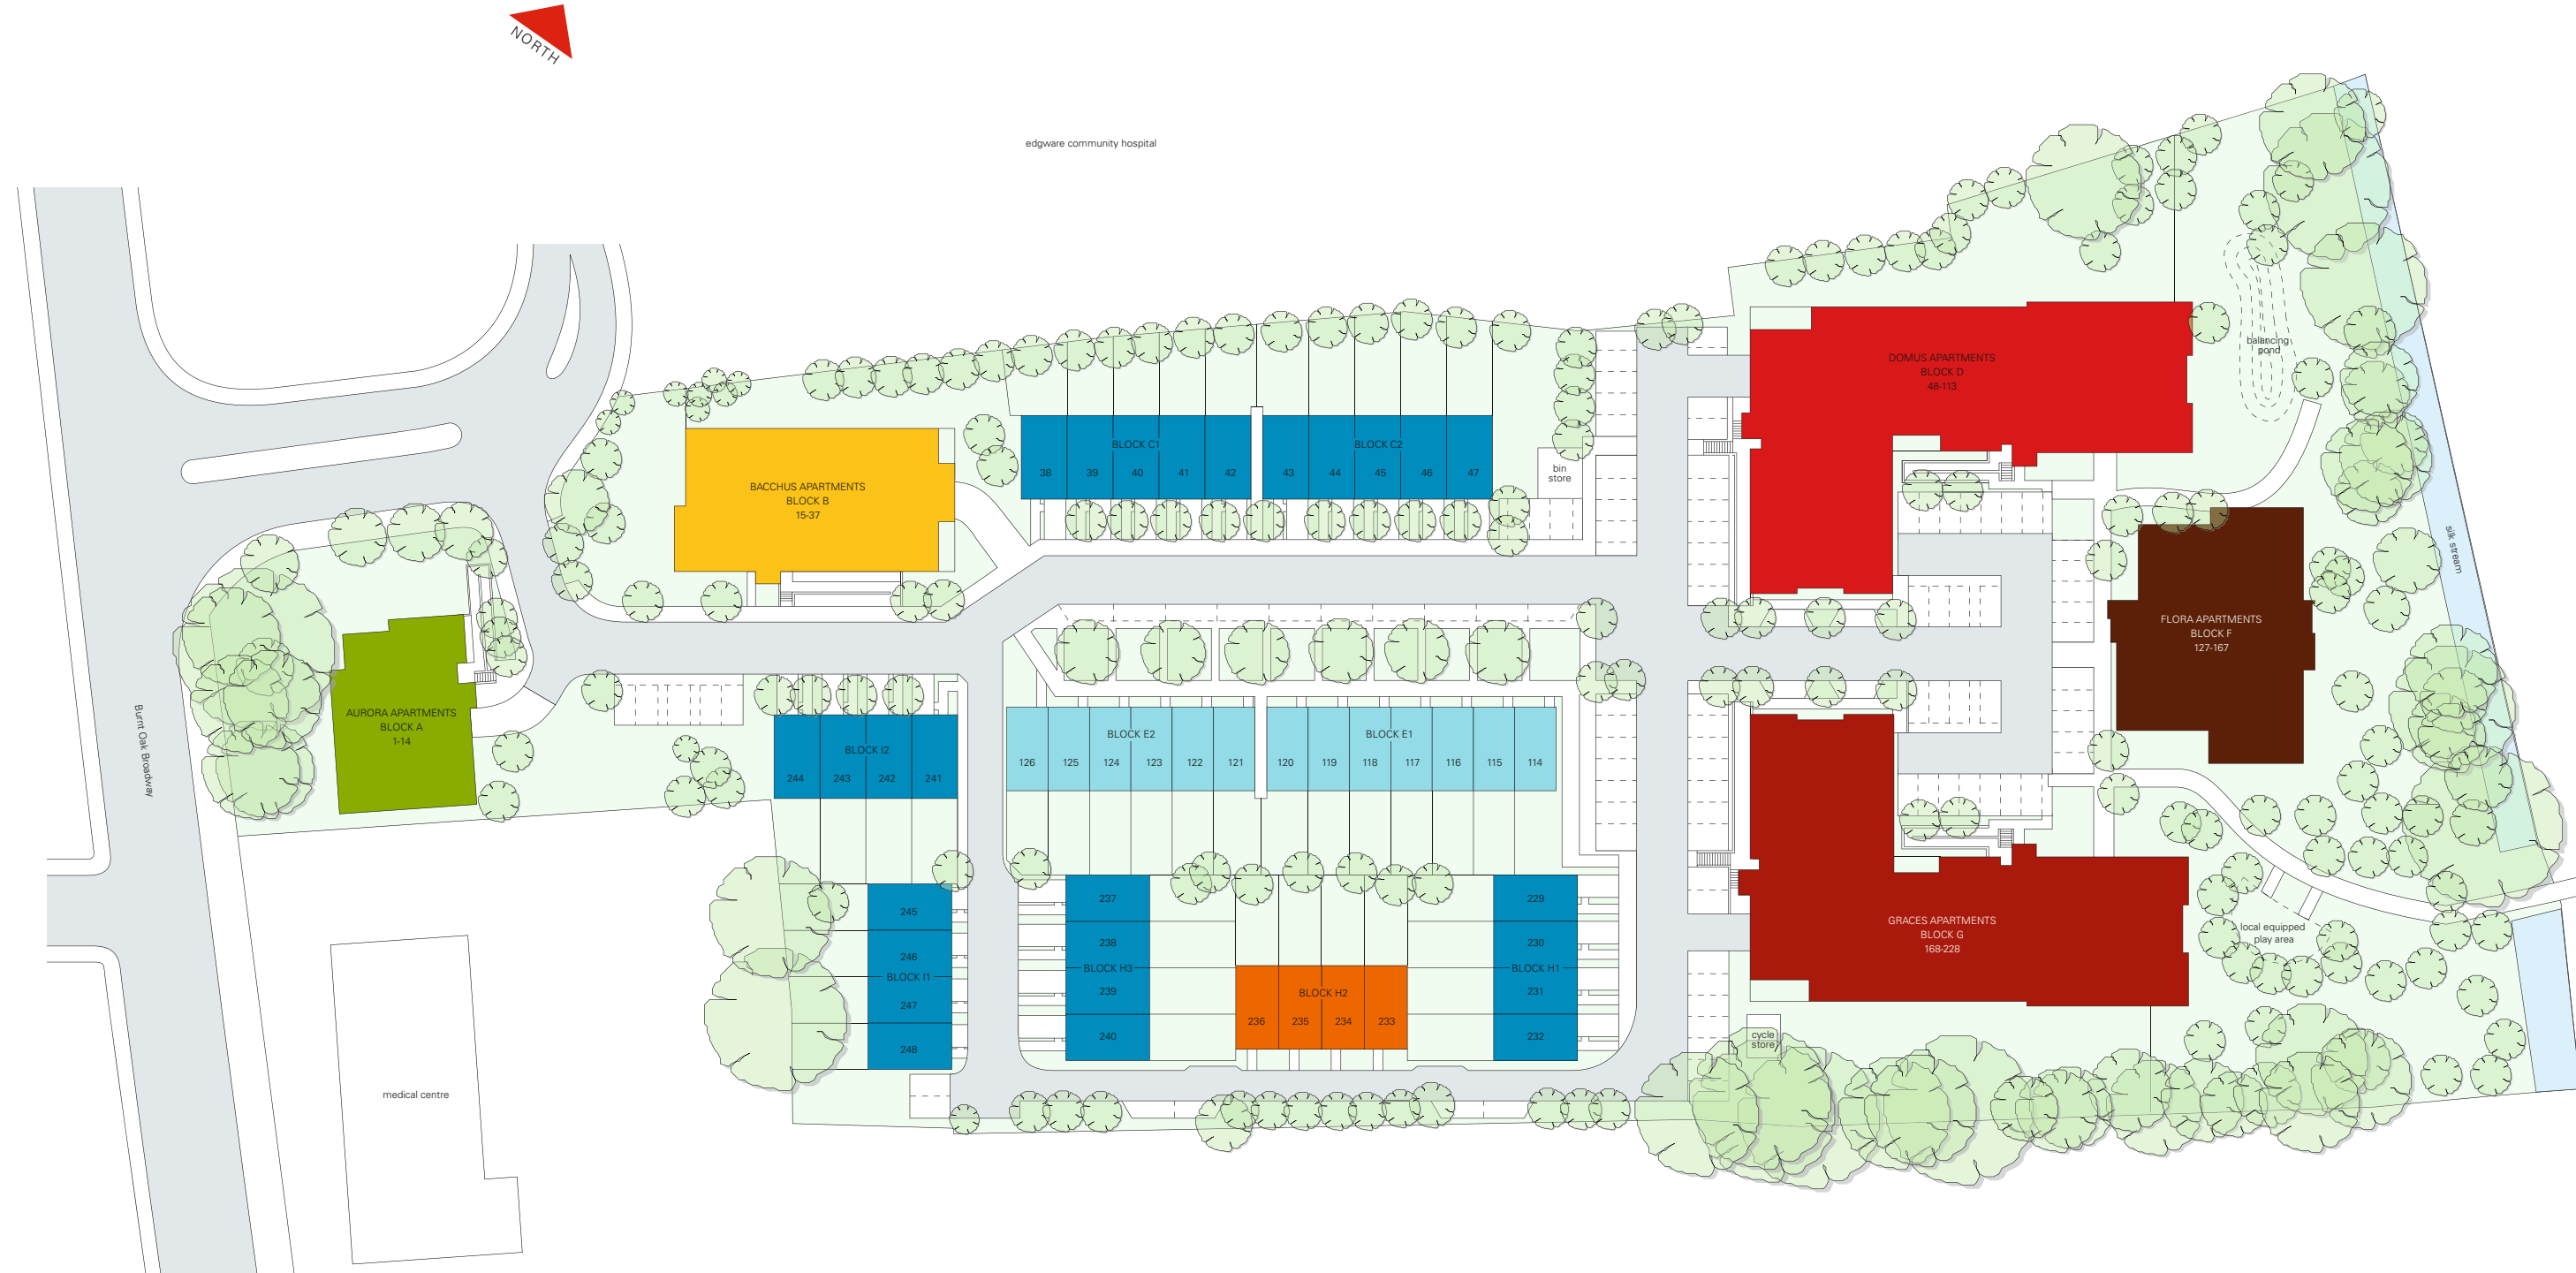 NORTH
edgware community hospital
Burnt Oak Broadway
AURORA APARTMENTS
BLOCK A
1-14
BACCHUS APARTMENTS
BLOCK B
15-37
BLOCK C1
38
39
40
41
42
BLOCK C2
43
44
45
46
47
bin
store
DOMUS APARTMENTS
BLOCK D
48-113
balancing
pond
silk stream
FLORA APARTMENTS
BLOCK F
127-167
BLOCK I2
244
243
242
241
BLOCK E2
126
125
124
123
122
121
BLOCK E1
120
119
118
117
116
115
114
245
246
BLOCK I1
247
248
237
238
BLOCK H3
239
240
BLOCK H2
236
235
234
233
229
230
BLOCK H1
231
232
GRACES APARTMENTS
BLOCK G
168-228
local equipped
play area
cycle
store
medical centre